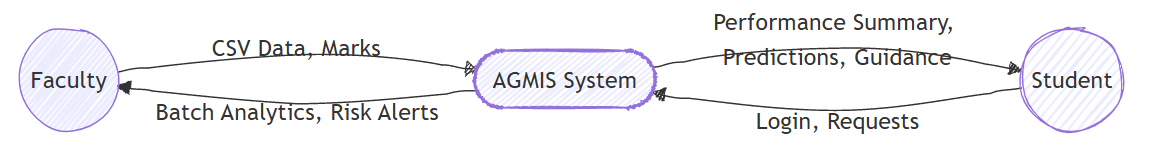 Performance Summary,
CSV Data, Marks
Predictions, Guidance
Faculty
AGMIS System
Student
Batch Analytics, Risk Alerts
Login, Requests